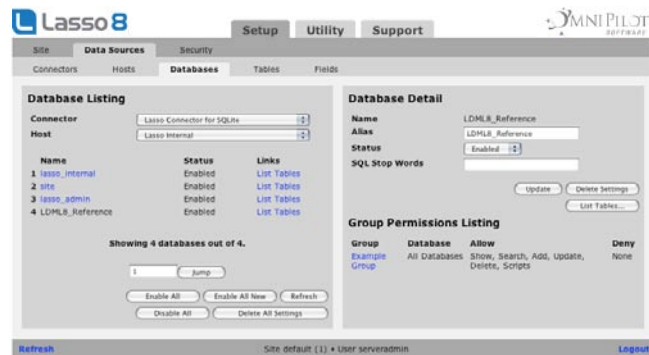 Lasso 8
Setup Utility Support
OMNIPILOT
SOFTWARE
Site Data Sources Security
Connectors Hosts Databases Tables Fields
Database Listing
Connector Lasso Connector for SQLite
Host Lasso Internal
Name Status Links
1 lasso_internal Enabled List Tables
2 site Enabled List Tables
3 lasso_admin Enabled List Tables
4 LDML8_Reference Enabled List Tables
Showing 4 databases out of 4.
1 Jump
Enable All Enable All New Refresh
Disable All Delete All Settings
Database Detail
Name LDML8_Reference
Alias LDML8_Reference
Status Enabled
SQL Stop Words
Update Delete Settings
List Tables...
Group Permissions Listing
Group Database Allow Deny
Example Group All Databases Show, Search, Add, Update, Delete, Scripts None
Refresh Site default (1) • User serveradmin Logout